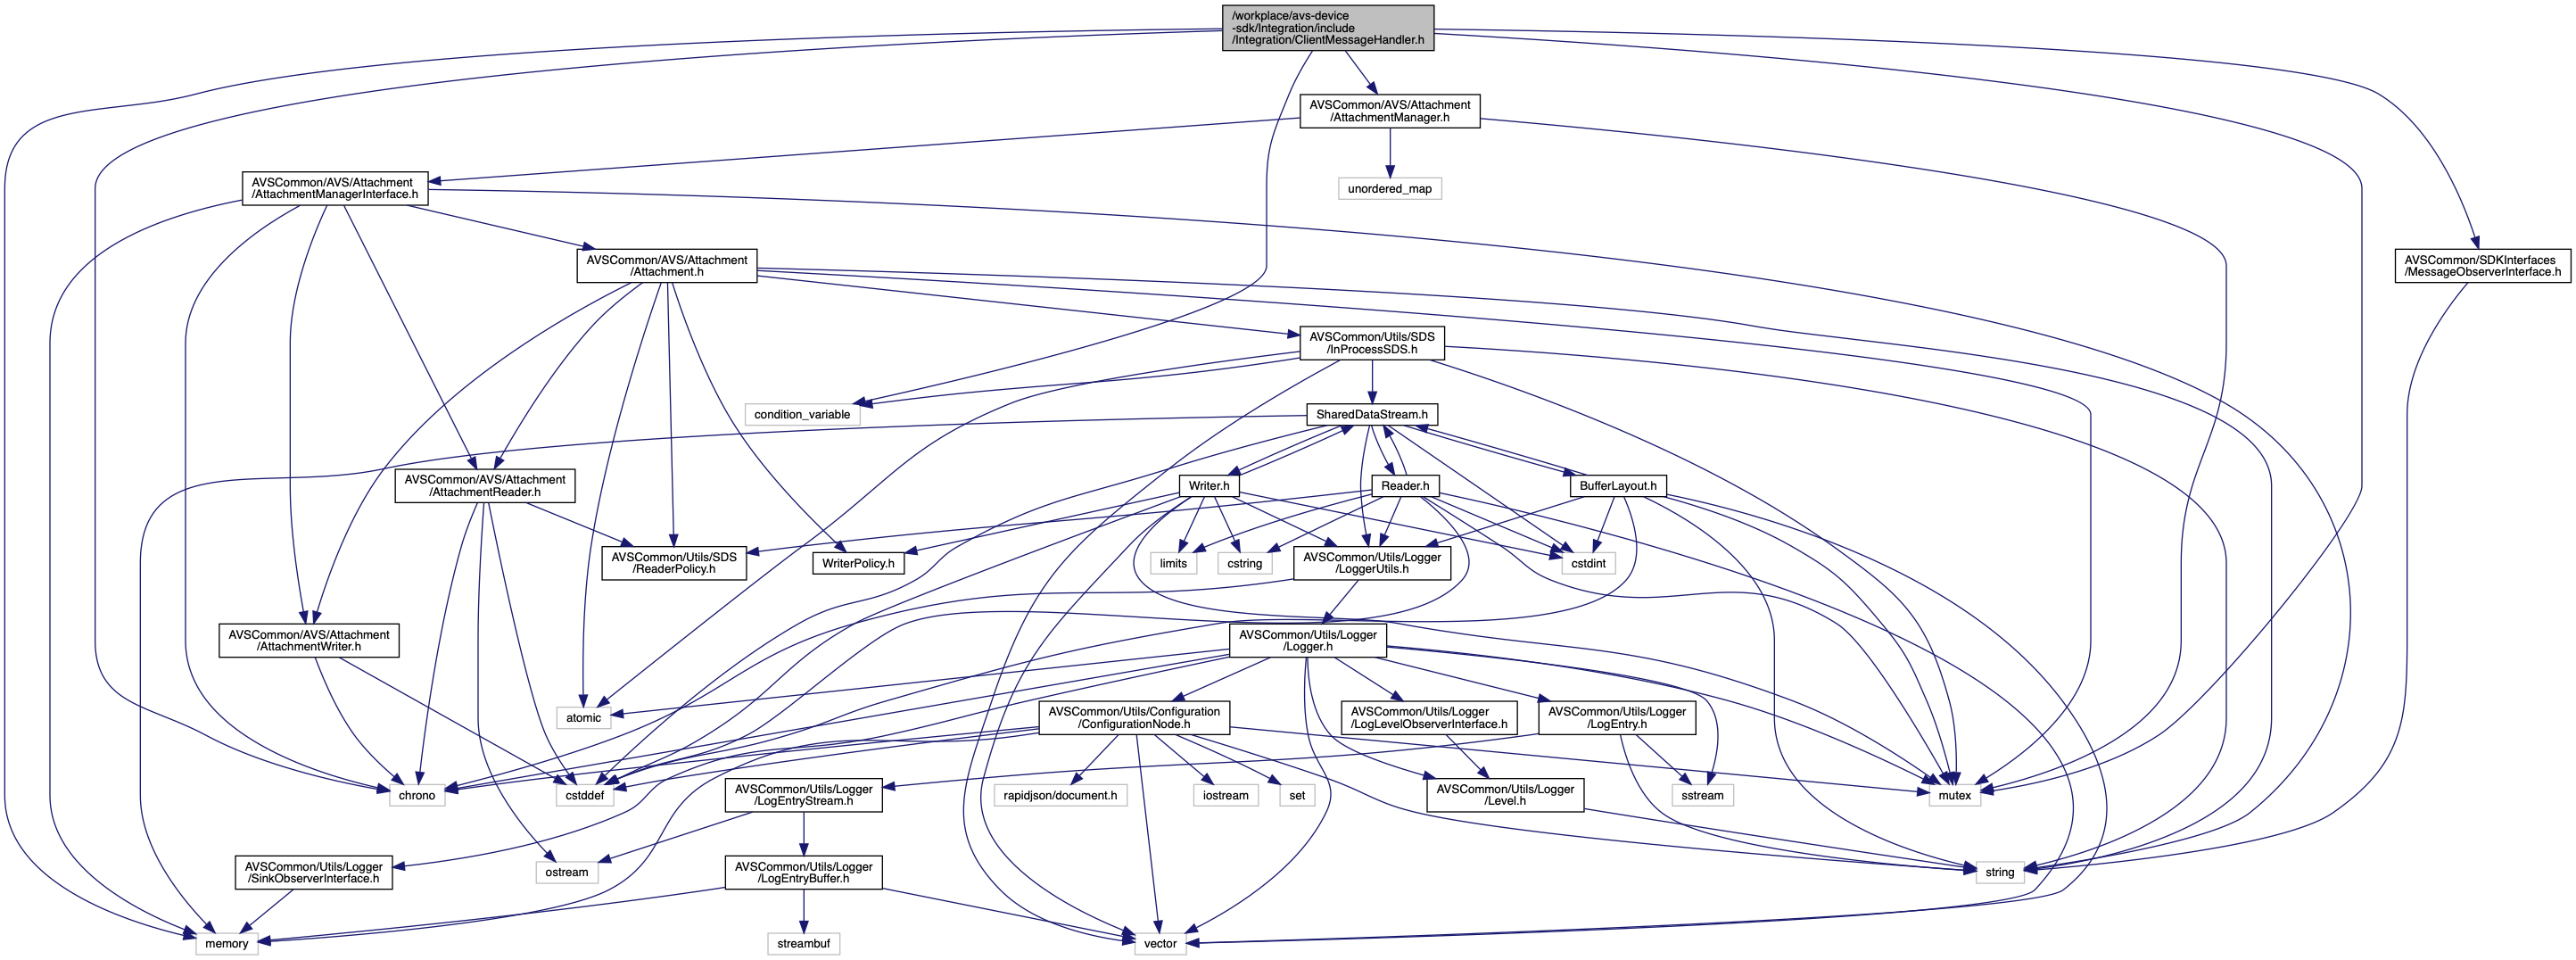 /workplace/avs-device
-sdk/Integration/include
/Integration/ClientMessageHandler.h
AVSCommon/AVS/Attachment
/AttachmentManager.h
AVSCommon/AVS/Attachment
/AttachmentManagerInterface.h
unordered_map
AVSCommon/AVS/Attachment
/Attachment.h
AVSCommon/SDKInterfaces
/MessageObserverInterface.h
AVSCommon/Utils/SDS
/InProcessSDS.h
condition_variable
SharedDataStream.h
AVSCommon/AVS/Attachment
/AttachmentReader.h
Writer.h
Reader.h
BufferLayout.h
AVSCommon/Utils/SDS
/ReaderPolicy.h
WriterPolicy.h
limits
cstring
AVSCommon/Utils/Logger
/LoggerUtils.h
cstdint
AVSCommon/AVS/Attachment
/AttachmentWriter.h
AVSCommon/Utils/Logger
/Logger.h
atomic
AVSCommon/Utils/Configuration
/ConfigurationNode.h
AVSCommon/Utils/Logger
/LogLevelObserverInterface.h
AVSCommon/Utils/Logger
/LogEntry.h
chrono
cstddef
AVSCommon/Utils/Logger
/LogEntryStream.h
rapidjson/document.h
iostream
set
AVSCommon/Utils/Logger
/Level.h
sstream
mutex
AVSCommon/Utils/Logger
/SinkObserverInterface.h
ostream
AVSCommon/Utils/Logger
/LogEntryBuffer.h
string
memory
streambuf
vector